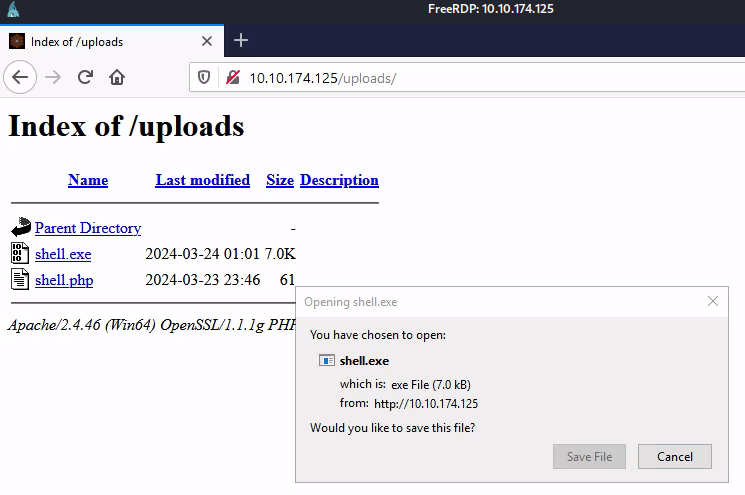 FreeRDP: 10.10.174.125
Index of /uploads
10.10.174.125/uploads/
Index of /uploads
Name Last modified Size Description
Parent Directory -
shell.exe 2024-03-24 01:01 7.0K
shell.php 2024-03-23 23:46 61
Apache/2.4.46 (Win64) OpenSSL/1.1.1g
Opening shell.exe
You have chosen to open:
shell.exe
which is: exe File (7.0 kB)
from: http://10.10.174.125
Would you like to save this file?
Save File Cancel